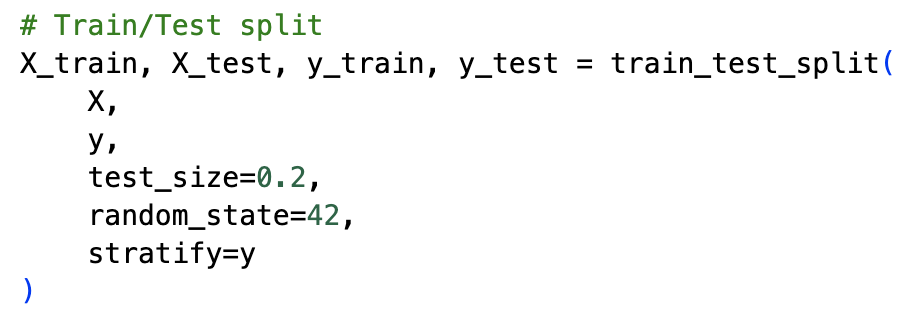 # Train/Test split
X_train, X_test, y_train, y_test = train_test_split(
    X,
    y,
    test_size=0.2,
    random_state=42,
    stratify=y
)